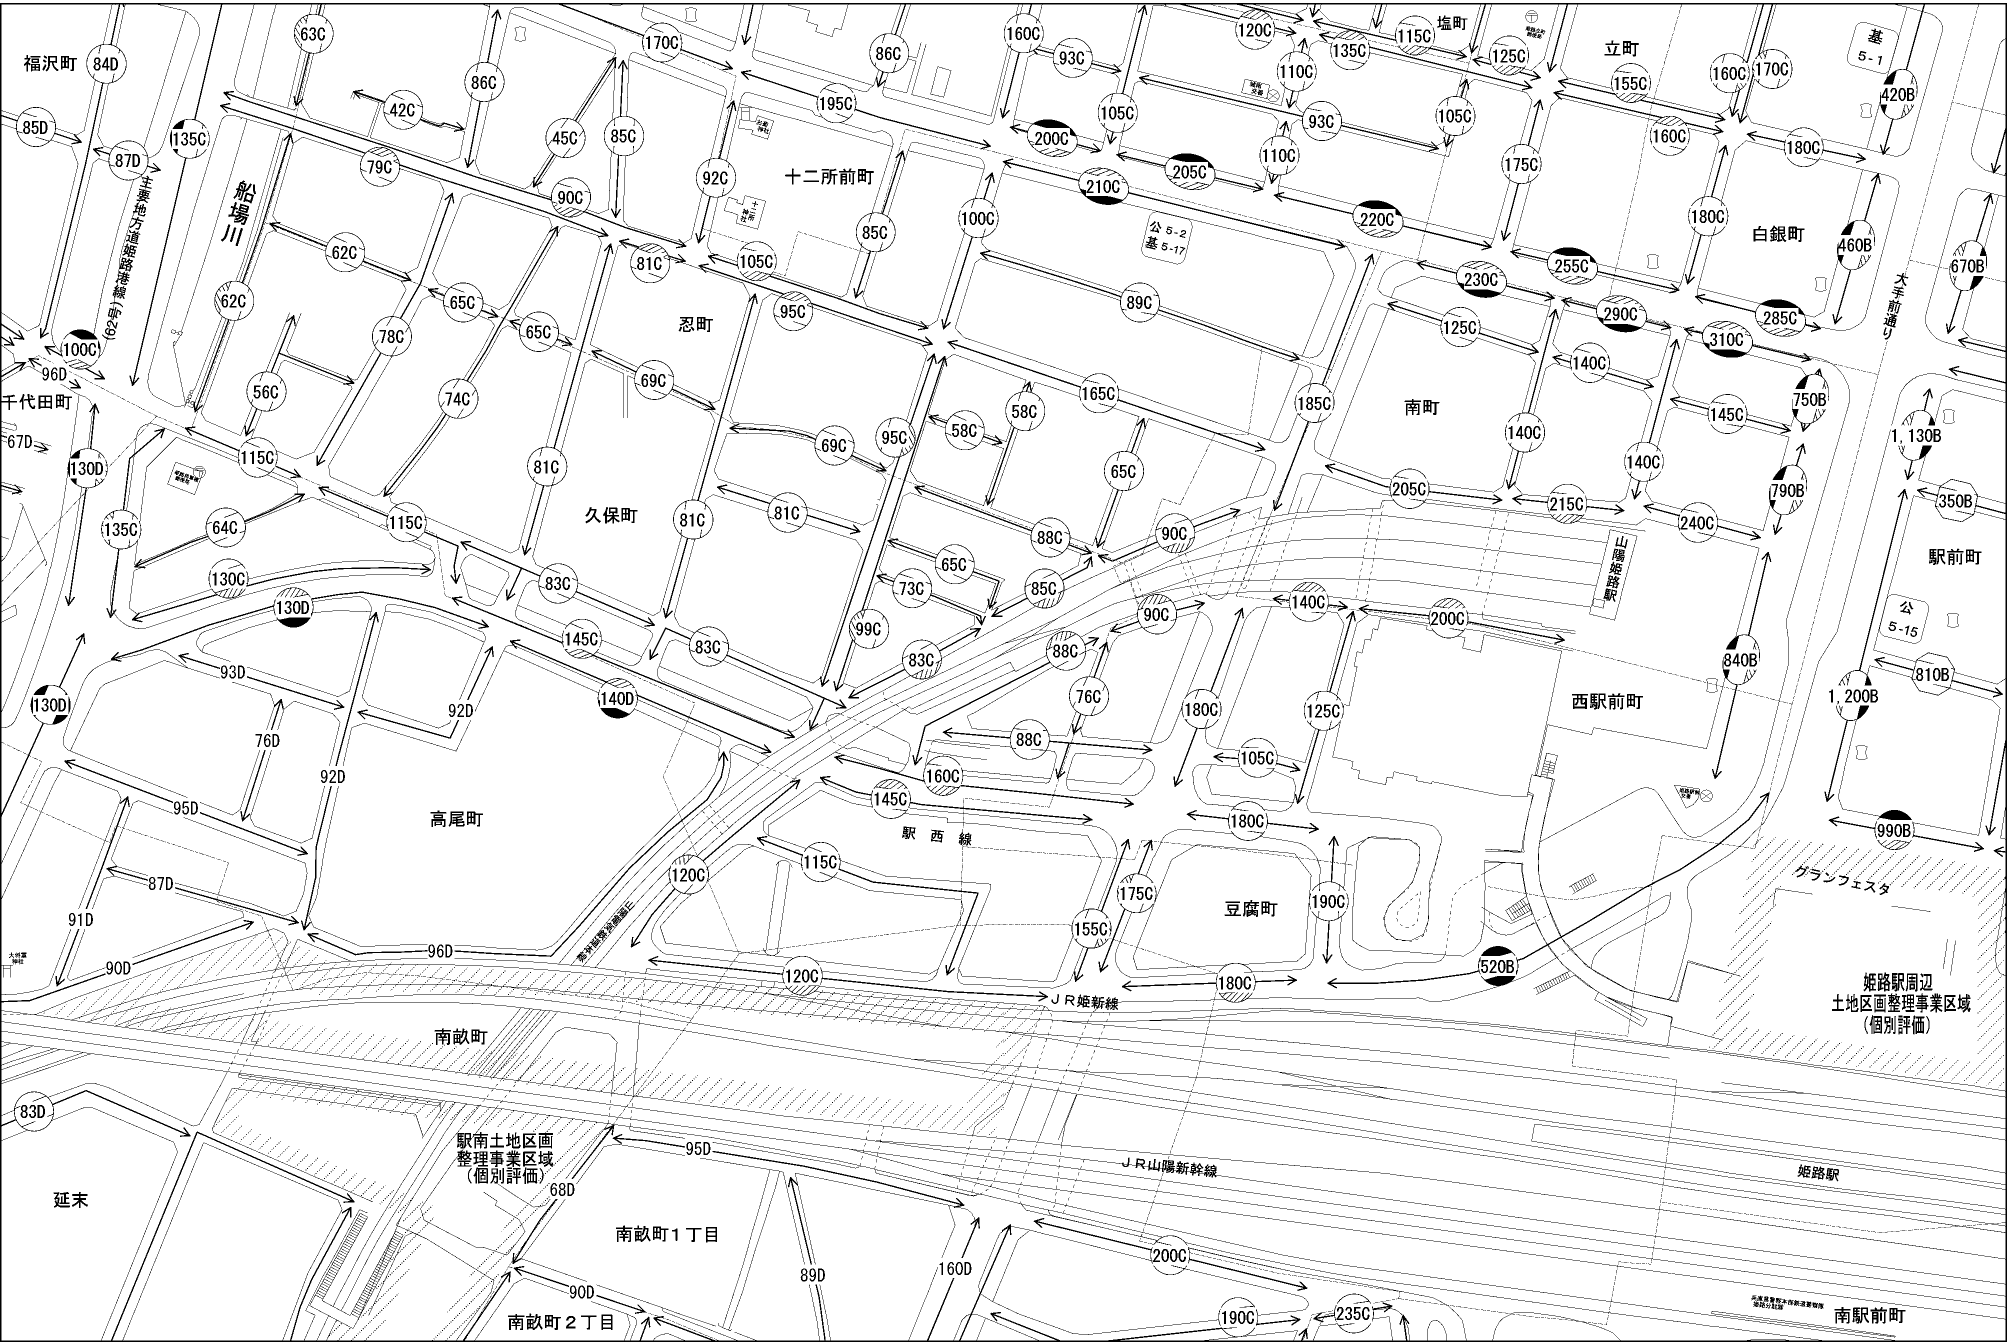 63C
170C
86C
160C
120C
115C
塩町
135C
125C
立町
基
5-1
福沢町
84D
86C
93C
110C
155C
160C
170C
420B
42C
195C
105C
93C
105C
85D
135C
45C
85C
200C
160C
180C
87D
79C
92C
十二所前町
205C
110C
175C
主要地方道姫路港線(62号)
船場川
90C
210C
220C
180C
白銀町
460B
670B
62C
81C
105C
85C
100C
公5-2
基5-17
230C
255C
大手前通り
62C
65C
65C
忍町
95C
89C
125C
290C
285C
100C
78C
310C
96D
56C
74C
69C
165C
140C
750B
千代田町
185C
南町
145C
67D
115C
69C
95C
58C
58C
140C
140C
1,130B
130D
81C
65C
205C
215C
790B
350B
135C
64C
115C
久保町
81C
81C
88C
90C
240C
山陽姫路駅
駅前町
130C
83C
65C
73C
85C
140C
200C
公
5-15
130D
145C
83C
99C
83C
88C
90C
93D
76C
840B
810B
130D
92D
140D
180C
125C
西駅前町
1,200B
76D
88C
105C
92D
160C
95D
高尾町
145C
駅西線
180C
990B
115C
120C
175C
グランフェスタ
87D
91D
155C
豆腐町
190C
96D
90D
120C
180C
520B
JR姫新線
姫路駅周辺
土地区画整理事業区域
(個別評価)
南畝町
83D
駅南土地区画
整理事業区域
(個別評価)
95D
JR山陽新幹線
姫路駅
延末
68D
南畝町1丁目
89D
160D
200C
90D
南畝町2丁目
190C
235C
南駅前町